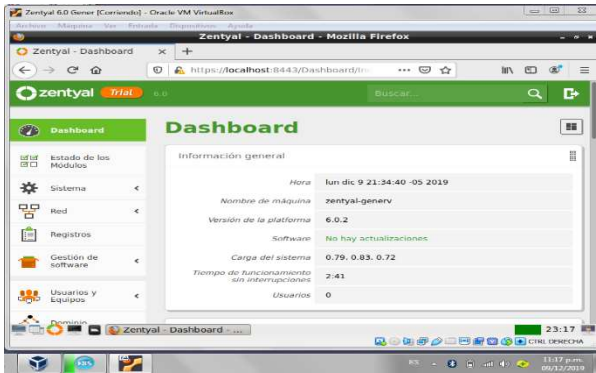 Zentyal 6.0 Gener [Corriendo] - Oracle VM VirtualBox
Archivo Máquina Ver Entrada Dispositivos Ayuda
Zentyal - Dashboard - Mozilla Firefox
Zentyal - Dashboard
https://localhost:8443/Dashboard/In
zentyal Trial 6.0
Buscar...
Dashboard
Estado de los Módulos
Sistema
Red
Registros
Gestión de software
Usuarios y Equipos
Dominio
Dashboard
Información general
Hora lun dic 9 21:34:40 -05 2019
Nombre de máquina zentyal-generv
Versión de la plataforma 6.0.2
Software No hay actualizaciones
Carga del sistema 0.79, 0.83, 0.72
Tiempo de funcionamiento sin interrupciones 2:41
Usuarios 0
Zentyal - Dashboard - ...
23:17
CTRL DERECHA
ES
11:17 p.m.
09/12/2019